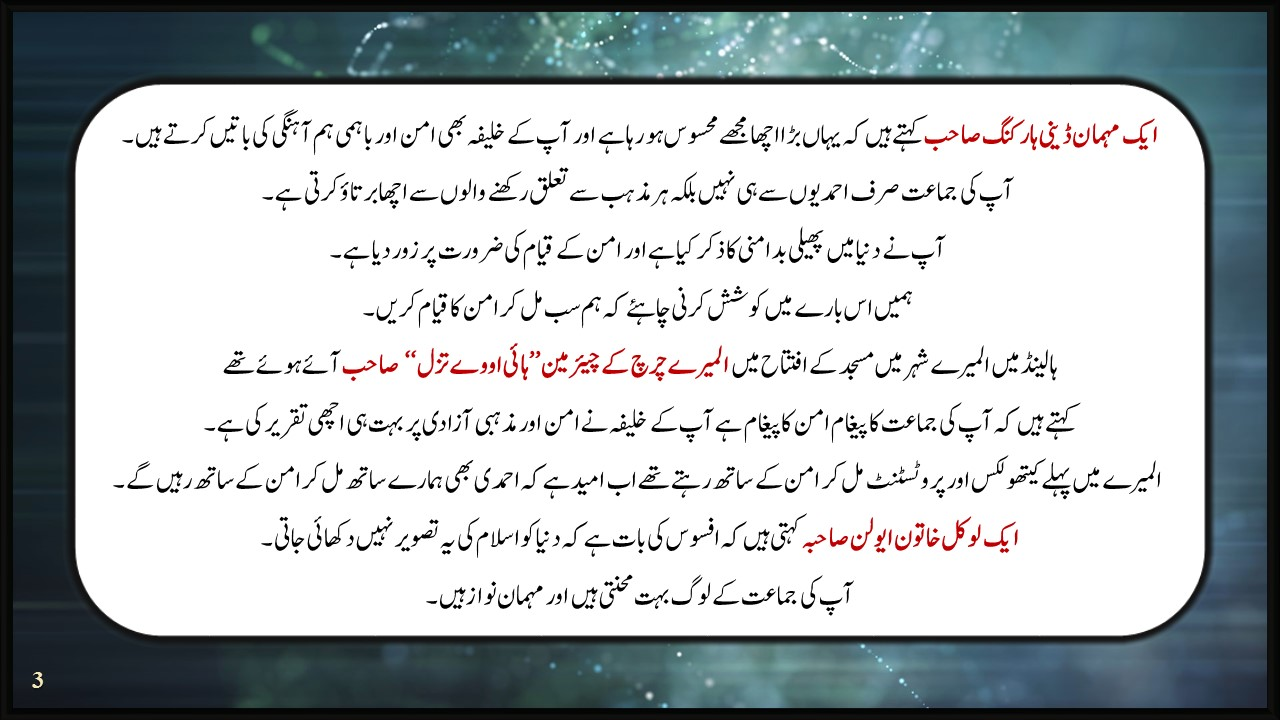 ایک مہمان ڈینی ہارکنگ صاحب کہتے ہیں کہ یہاں بڑا اچھا مجھے محسوس ہو رہا ہے اور آپ کے خلیفہ بھی امن اور باہمی ہم آہنگی کی باتیں کرتے ہیں۔
آپ کی جماعت صرف احمدیوں سے ہی نہیں بلکہ ہر مذہب سے تعلق رکھنے والوں سے اچھا برتاؤ کرتی ہے۔
آپ نے دنیا میں پھیلی بدامنی کا ذکر کیا ہے اور امن کے قیام کی ضرورت پر زور دیا ہے۔
ہمیں اس بارے میں کوشش کرنی چاہئے کہ ہم سب مل کر امن کا قیام کریں۔
ہالینڈ میں المیرے شہر میں مسجد کے افتتاح میں المیرے چرچ کے چیئرمین ”ہائی اووے تزل“ صاحب آئے ہوئے تھے
کہتے ہیں کہ آپ کی جماعت کا پیغام امن کا پیغام ہے آپ کے خلیفہ نے امن اور مذہبی آزادی پر بہت ہی اچھی تقریر کی ہے۔
المیرے میں پہلے کیتھولکس اور پروٹسٹنٹ مل کر امن کے ساتھ رہتے تھے اب امید ہے کہ احمدی بھی ہمارے ساتھ مل کر امن کے ساتھ رہیں گے۔
ایک لوکل خاتون ایولن صاحبہ کہتی ہیں کہ افسوس کی بات ہے کہ دنیا کو اسلام کی یہ تصویر نہیں دکھائی جاتی۔
آپ کی جماعت کے لوگ بہت محنتی ہیں اور مہمان نواز ہیں۔
3